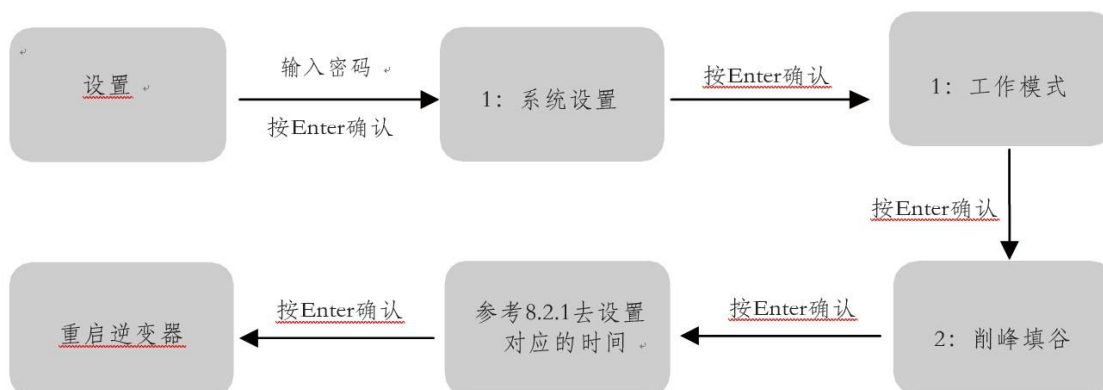 设置
输入密码
按Enter确认
1：系统设置
按Enter确认
1：工作模式
按Enter确认
2：削峰填谷
按Enter确认
参考8.2.1去设置
对应的时间
按Enter确认
重启逆变器